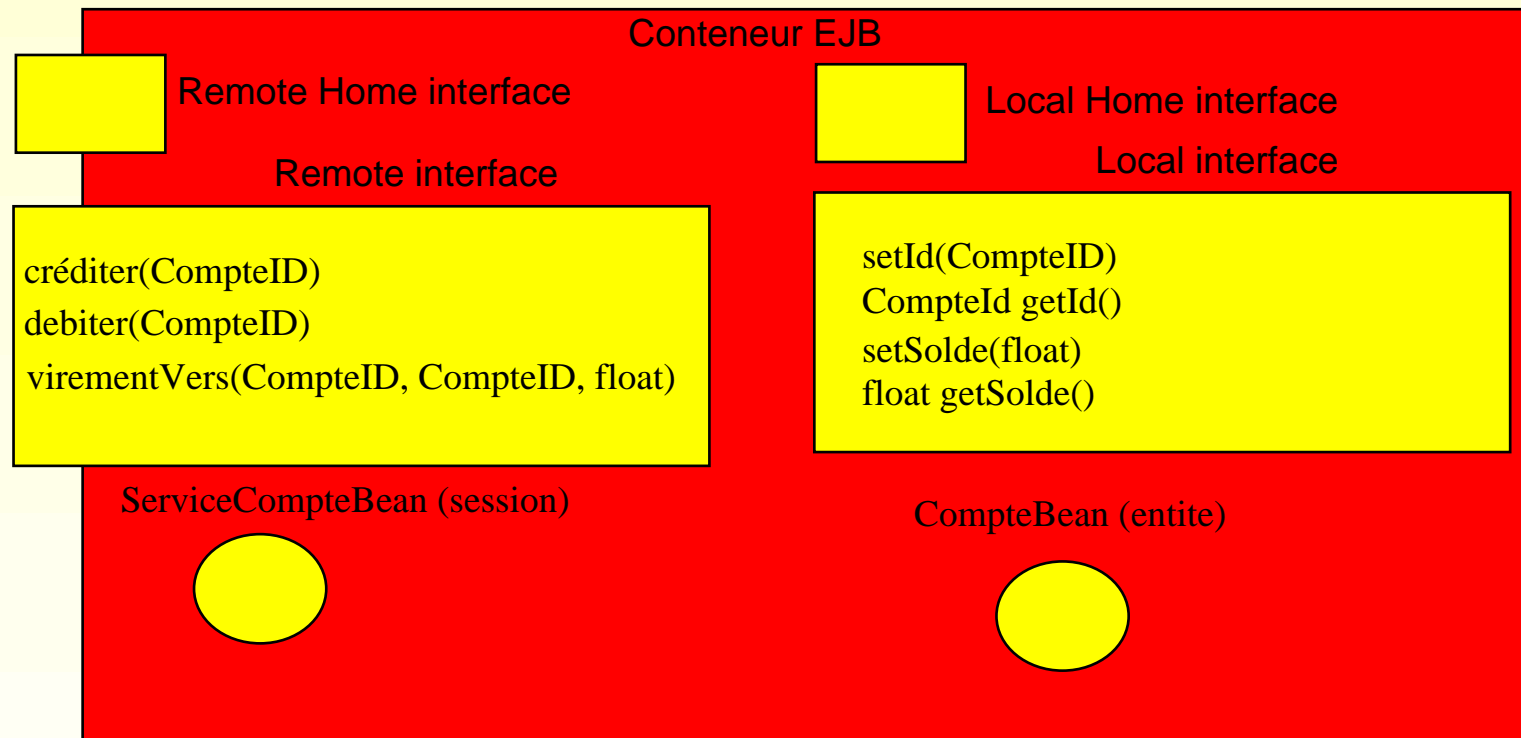 Conteneur EJB
Remote Home interface
Remote interface
créditer(CompteID)
debiter(CompteID)
virementVers(CompteID, CompteID, float)
ServiceCompteBean (session)
Local Home interface
Local interface
setId(CompteID)
CompteId getId()
setSolde(float)
float getSolde()
CompteBean (entite)